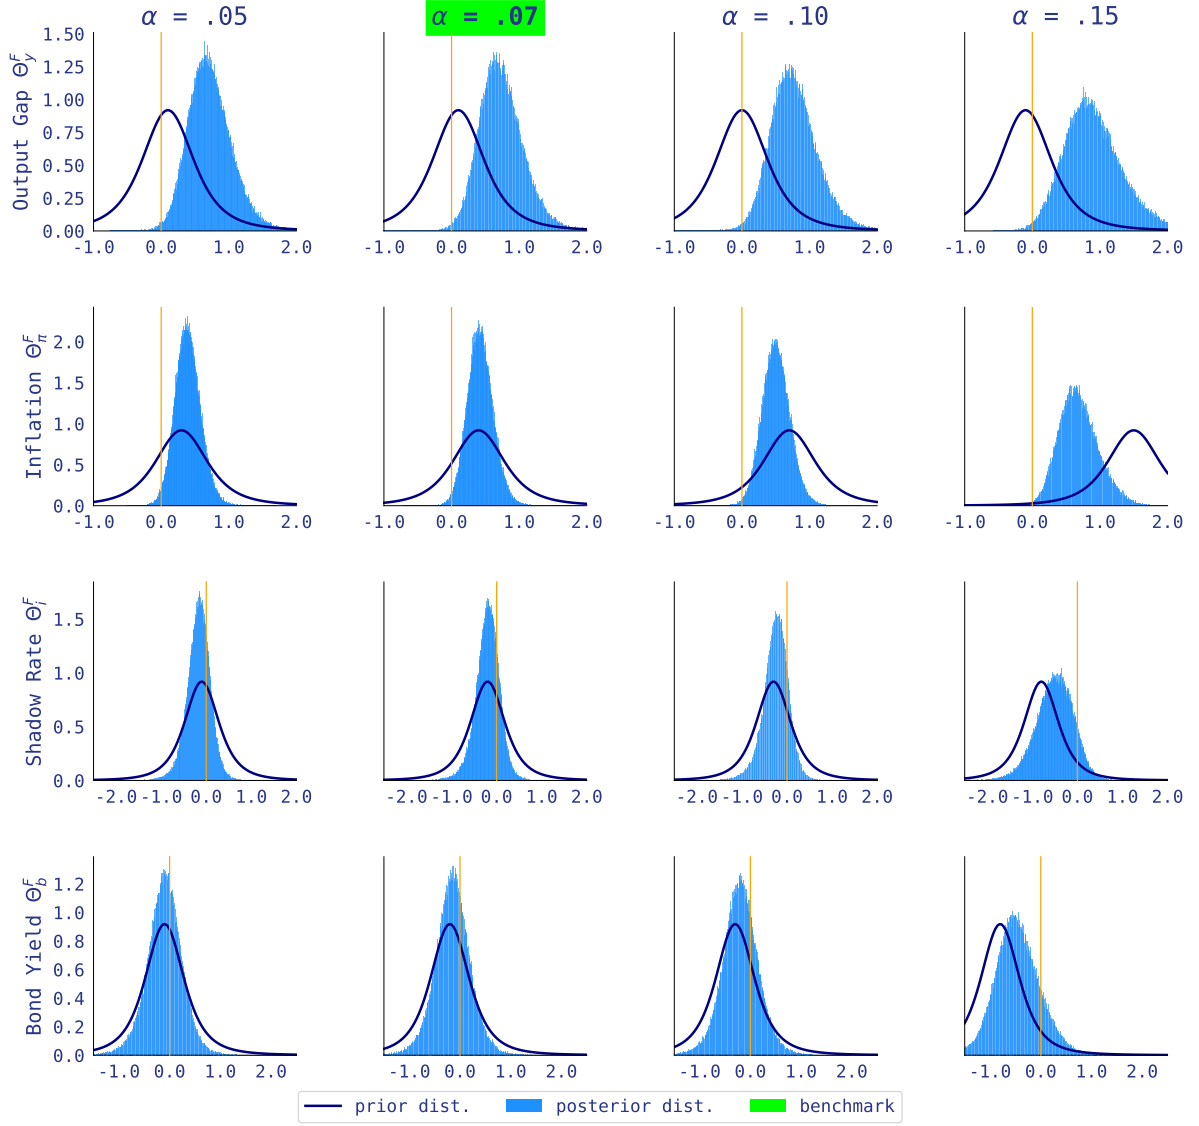 α = .05 α = .07 α = .10 α = .15
Output Gap Θ_y^F
1.50
1.25
1.00
0.75
0.50
0.25
0.00
-1.0 0.0 1.0 2.0 -1.0 0.0 1.0 2.0 -1.0 0.0 1.0 2.0 -1.0 0.0 1.0 2.0
Inflation Θ_π^F
2.0
1.5
1.0
0.5
0.0
-1.0 0.0 1.0 2.0 -1.0 0.0 1.0 2.0 -1.0 0.0 1.0 2.0 -1.0 0.0 1.0 2.0
Shadow Rate Θ_i^F
1.5
1.0
0.5
0.0
-2.0 -1.0 0.0 1.0 2.0 -2.0 -1.0 0.0 1.0 2.0 -2.0 -1.0 0.0 1.0 2.0 -2.0 -1.0 0.0 1.0 2.0
Bond Yield Θ_b^F
1.2
1.0
0.8
0.6
0.4
0.2
0.0
-1.0 0.0 1.0 2.0 -1.0 0.0 1.0 2.0 -1.0 0.0 1.0 2.0 -1.0 0.0 1.0 2.0
prior dist. posterior dist. benchmark